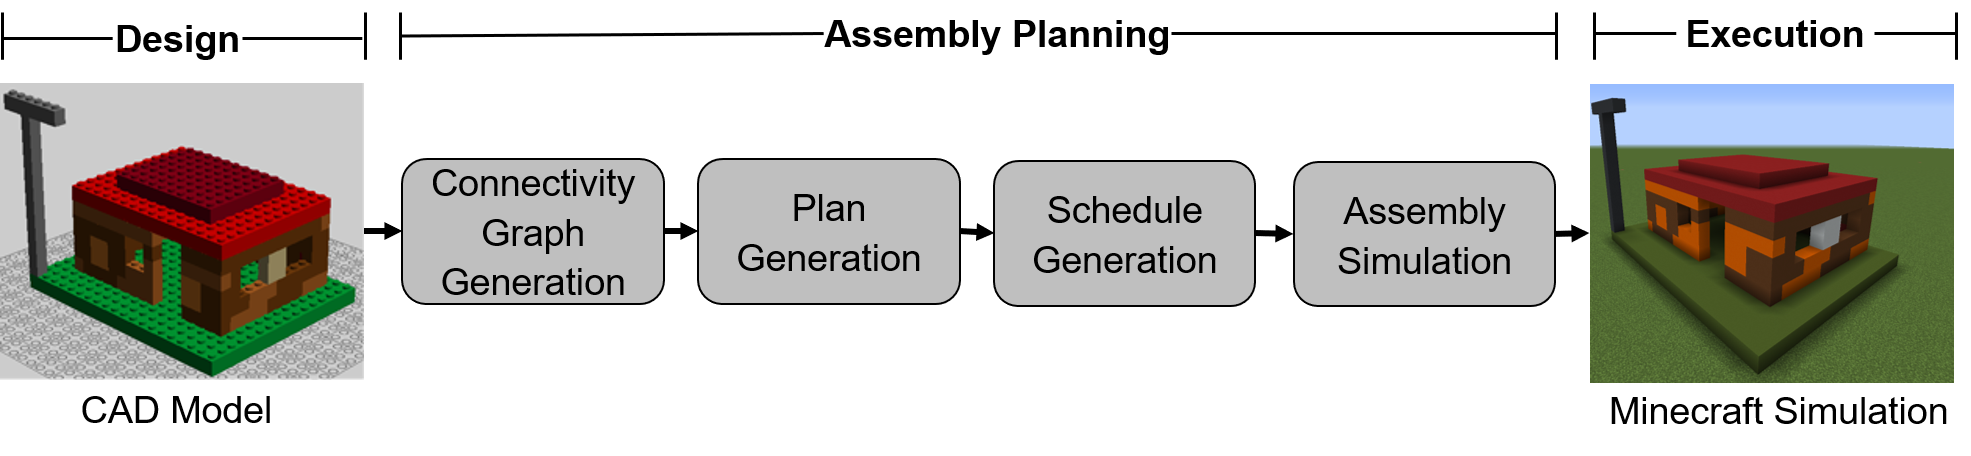 Design
Assembly Planning
Execution
Connectivity
Graph
Generation
Plan
Generation
Schedule
Generation
Assembly
Simulation
CAD Model
Minecraft Simulation